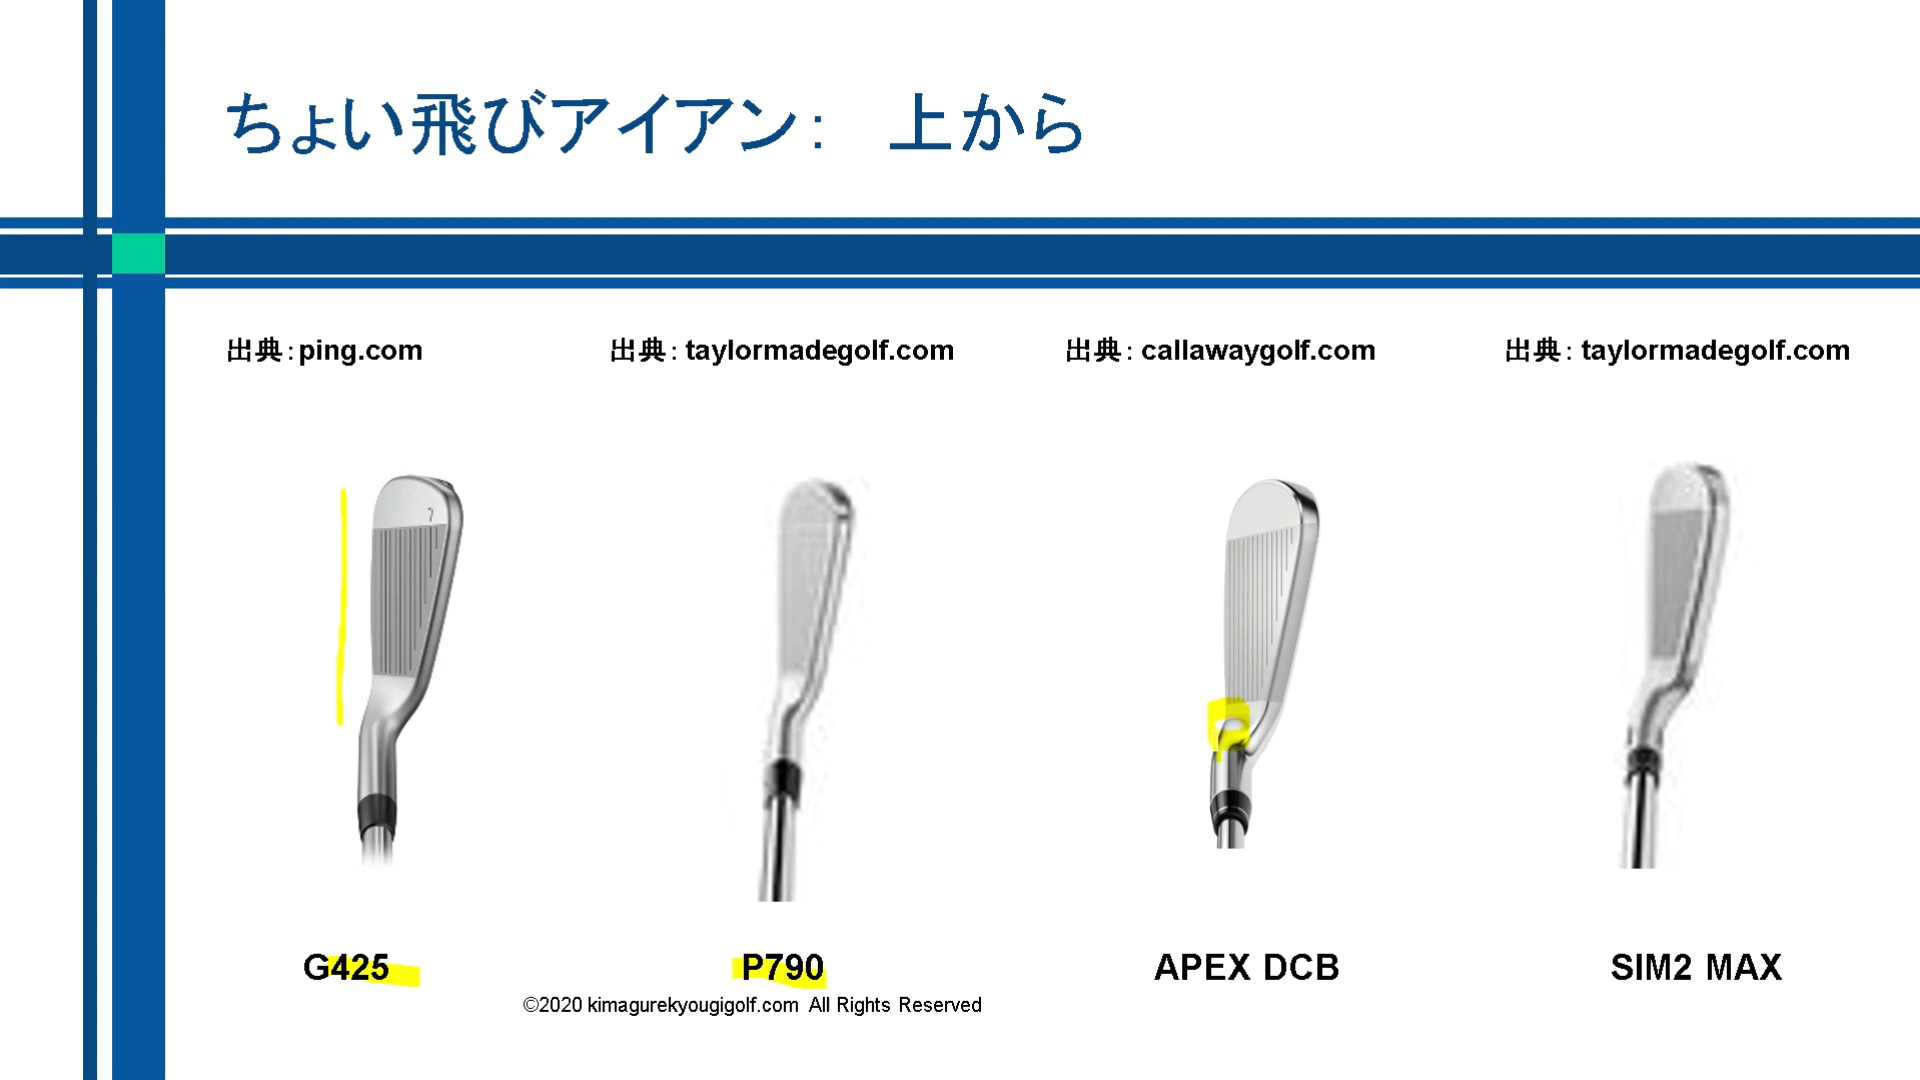 ちょい飛びアイアン： 上から
出典：ping.com
出典：taylormadegolf.com
出典：callawaygolf.com
出典：taylormadegolf.com
7
G425
P790
APEX DCB
SIM2 MAX
©2020 kimagurekyougigolf.com All Rights Reserved